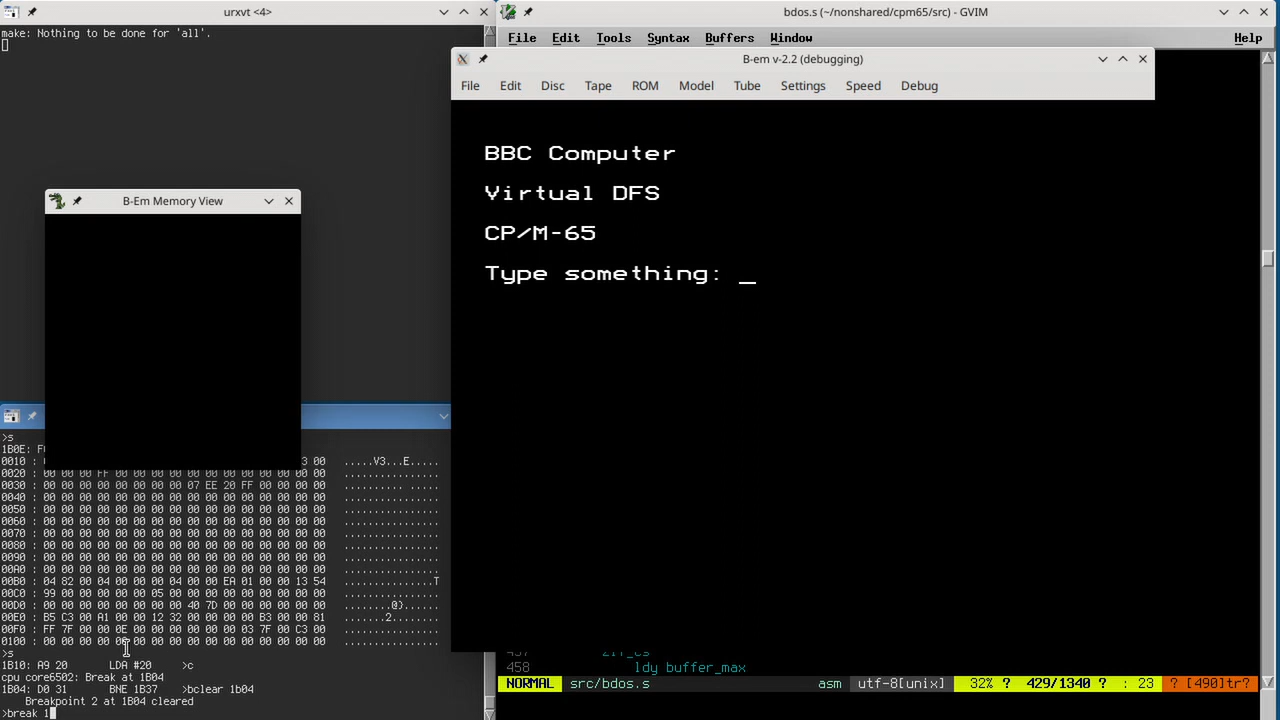 urxvt <4>
make: Nothing to be done for 'all'.
bdos.s (~/nonshared/cpm65/src) - GVIM
File Edit Tools Syntax Buffers Window Help
B-em v-2.2 (debugging)
File Edit Disc Tape ROM Model Tube Settings Speed Debug
BBC Computer
Virtual DFS
CP/M-65
Type something: _
B-Em Memory View
>s
1B0E:
0010 : 3 00 .....V3...E.....
0020 : 00 00 00 FF 00 00 00 00 00 00 00 00 00 00 00 00 ................
0030 : 00 00 00 00 00 00 00 00 07 EE 20 FF 00 00 00 00 .......... .....
0040 : 00 00 00 00 00 00 00 00 00 00 00 00 00 00 00 00 ................
0050 : 00 00 00 00 00 00 00 00 00 00 00 00 00 00 00 00 ................
0060 : 00 00 00 00 00 00 00 00 00 00 00 00 00 00 00 00 ................
0070 : 00 00 00 00 00 00 00 00 00 00 00 00 00 00 00 00 ................
0080 : 00 00 00 00 00 00 00 00 00 00 00 00 00 00 00 00 ................
0090 : 00 00 00 00 00 00 00 00 00 00 00 00 00 00 00 00 ................
00A0 : 00 00 00 00 00 00 00 00 00 00 00 00 00 00 00 00 ................
00B0 : 04 82 00 04 00 00 00 04 00 00 EA 01 00 00 13 54 ...............T
00C0 : 99 00 00 00 00 00 05 00 00 00 00 00 00 00 00 00 ................
00D0 : 00 00 00 00 00 00 00 00 40 7D 00 00 00 00 00 00 ........@}......
00E0 : B5 C3 00 A1 00 00 12 32 00 00 00 00 B3 00 00 81 .......2........
00F0 : FF 7F 00 00 0E 00 00 00 00 00 03 7F 00 C3 00 ................
0100 : 00 00 00 00 00 00 00 00 00 00 00 00 00 00 00 00 ................
>s
1B10: A9 20 LDA #20 >c
cpu core6502: Break at 1B04
1B04: D0 31 BNE 1B37 >bclear 1b04
Breakpoint 2 at 1B04 cleared
>break 1
458 ldy buffer_max
NORMAL src/bdos.s asm utf-8[unix] 32% ? 429/1340 ? : 23 ? [490]tr?